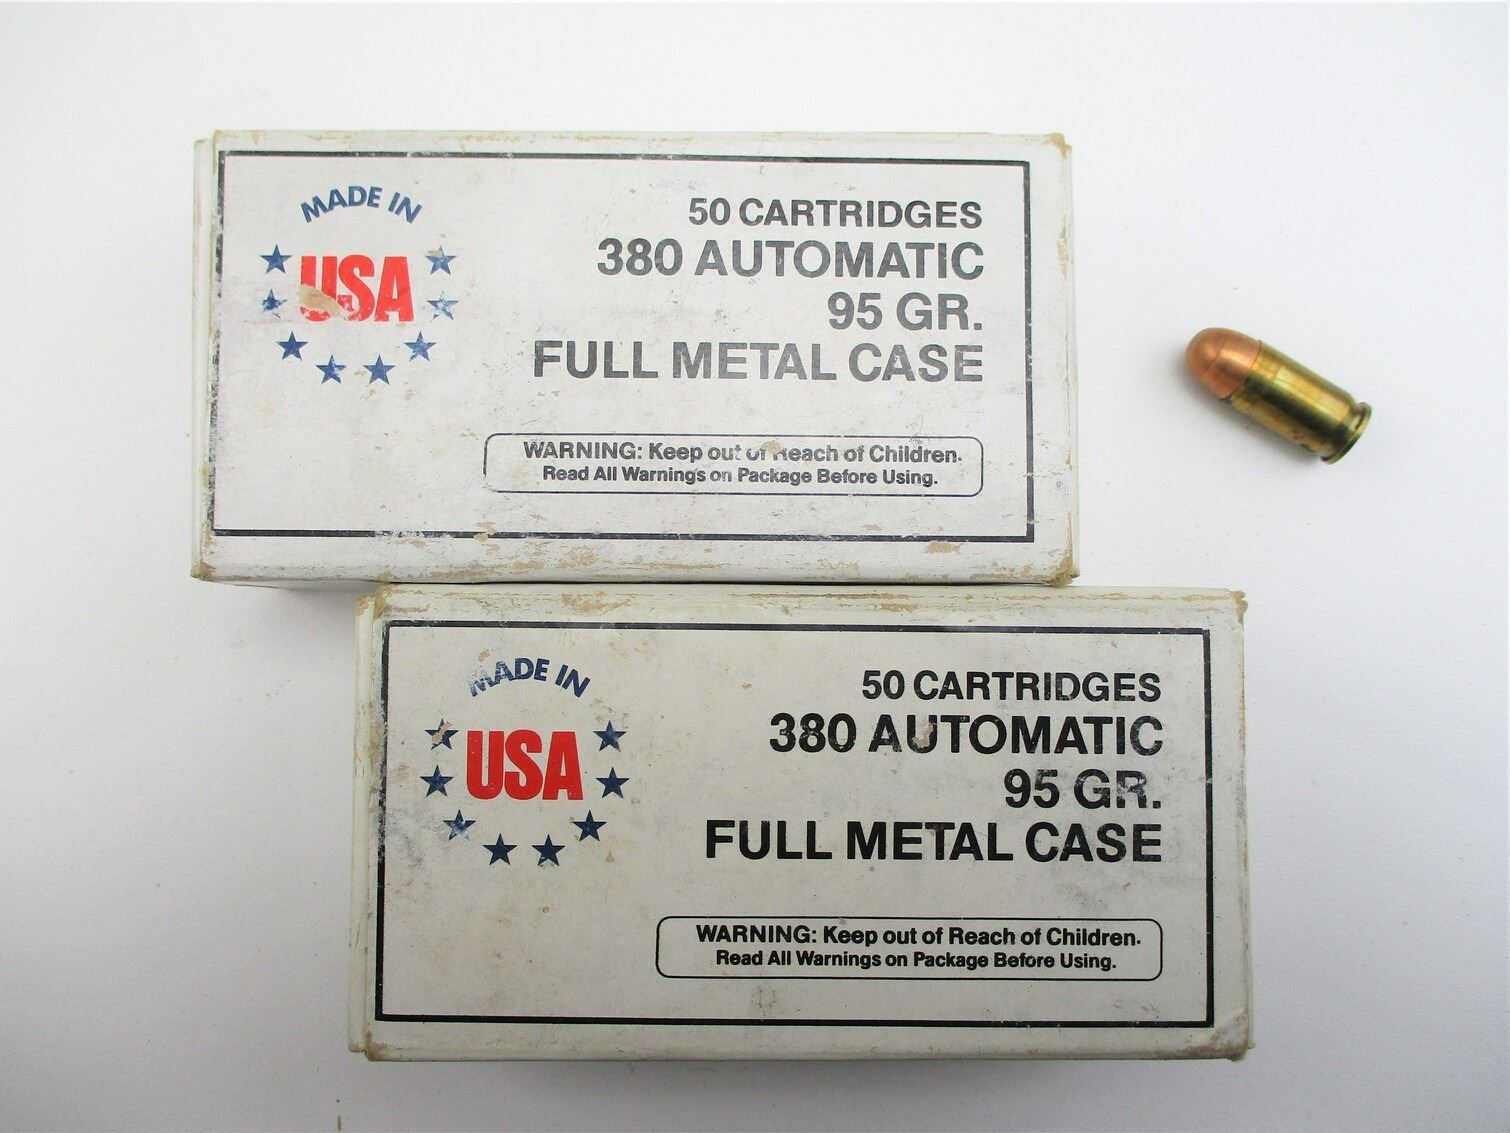 MADE IN
USA
50 CARTRIDGES
380 AUTOMATIC
95 GR.
FULL METAL CASE
WARNING: Keep out of Reach of Children.
Read All Warnings on Package Before Using.
MADE IN
USA
50 CARTRIDGES
380 AUTOMATIC
95 GR.
FULL METAL CASE
WARNING: Keep out of Reach of Children.
Read All Warnings on Package Before Using.